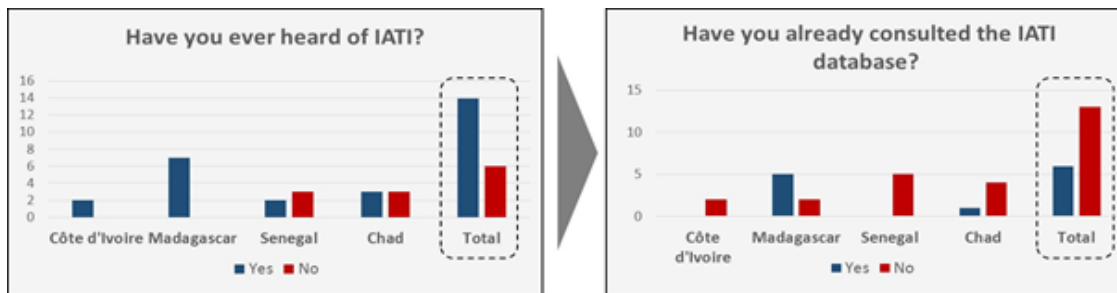 Have you ever heard of IATI?
16
14
12
10
8
6
4
2
0
Côte d'Ivoire Madagascar Senegal Chad Total
Yes No
Have you already consulted the IATI
database?
15
10
5
0
Côte Madagascar Senegal Chad Total
d'Ivoire
Yes No